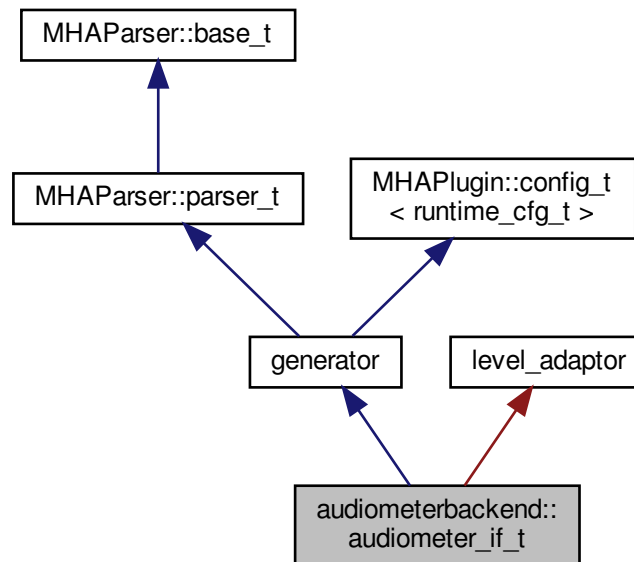 MHAParser::base_t
MHAParser::parser_t
MHAPlugin::config_t
< runtime_cfg_t >
generator
level_adaptor
audiometerbackend::
audiometer_if_t